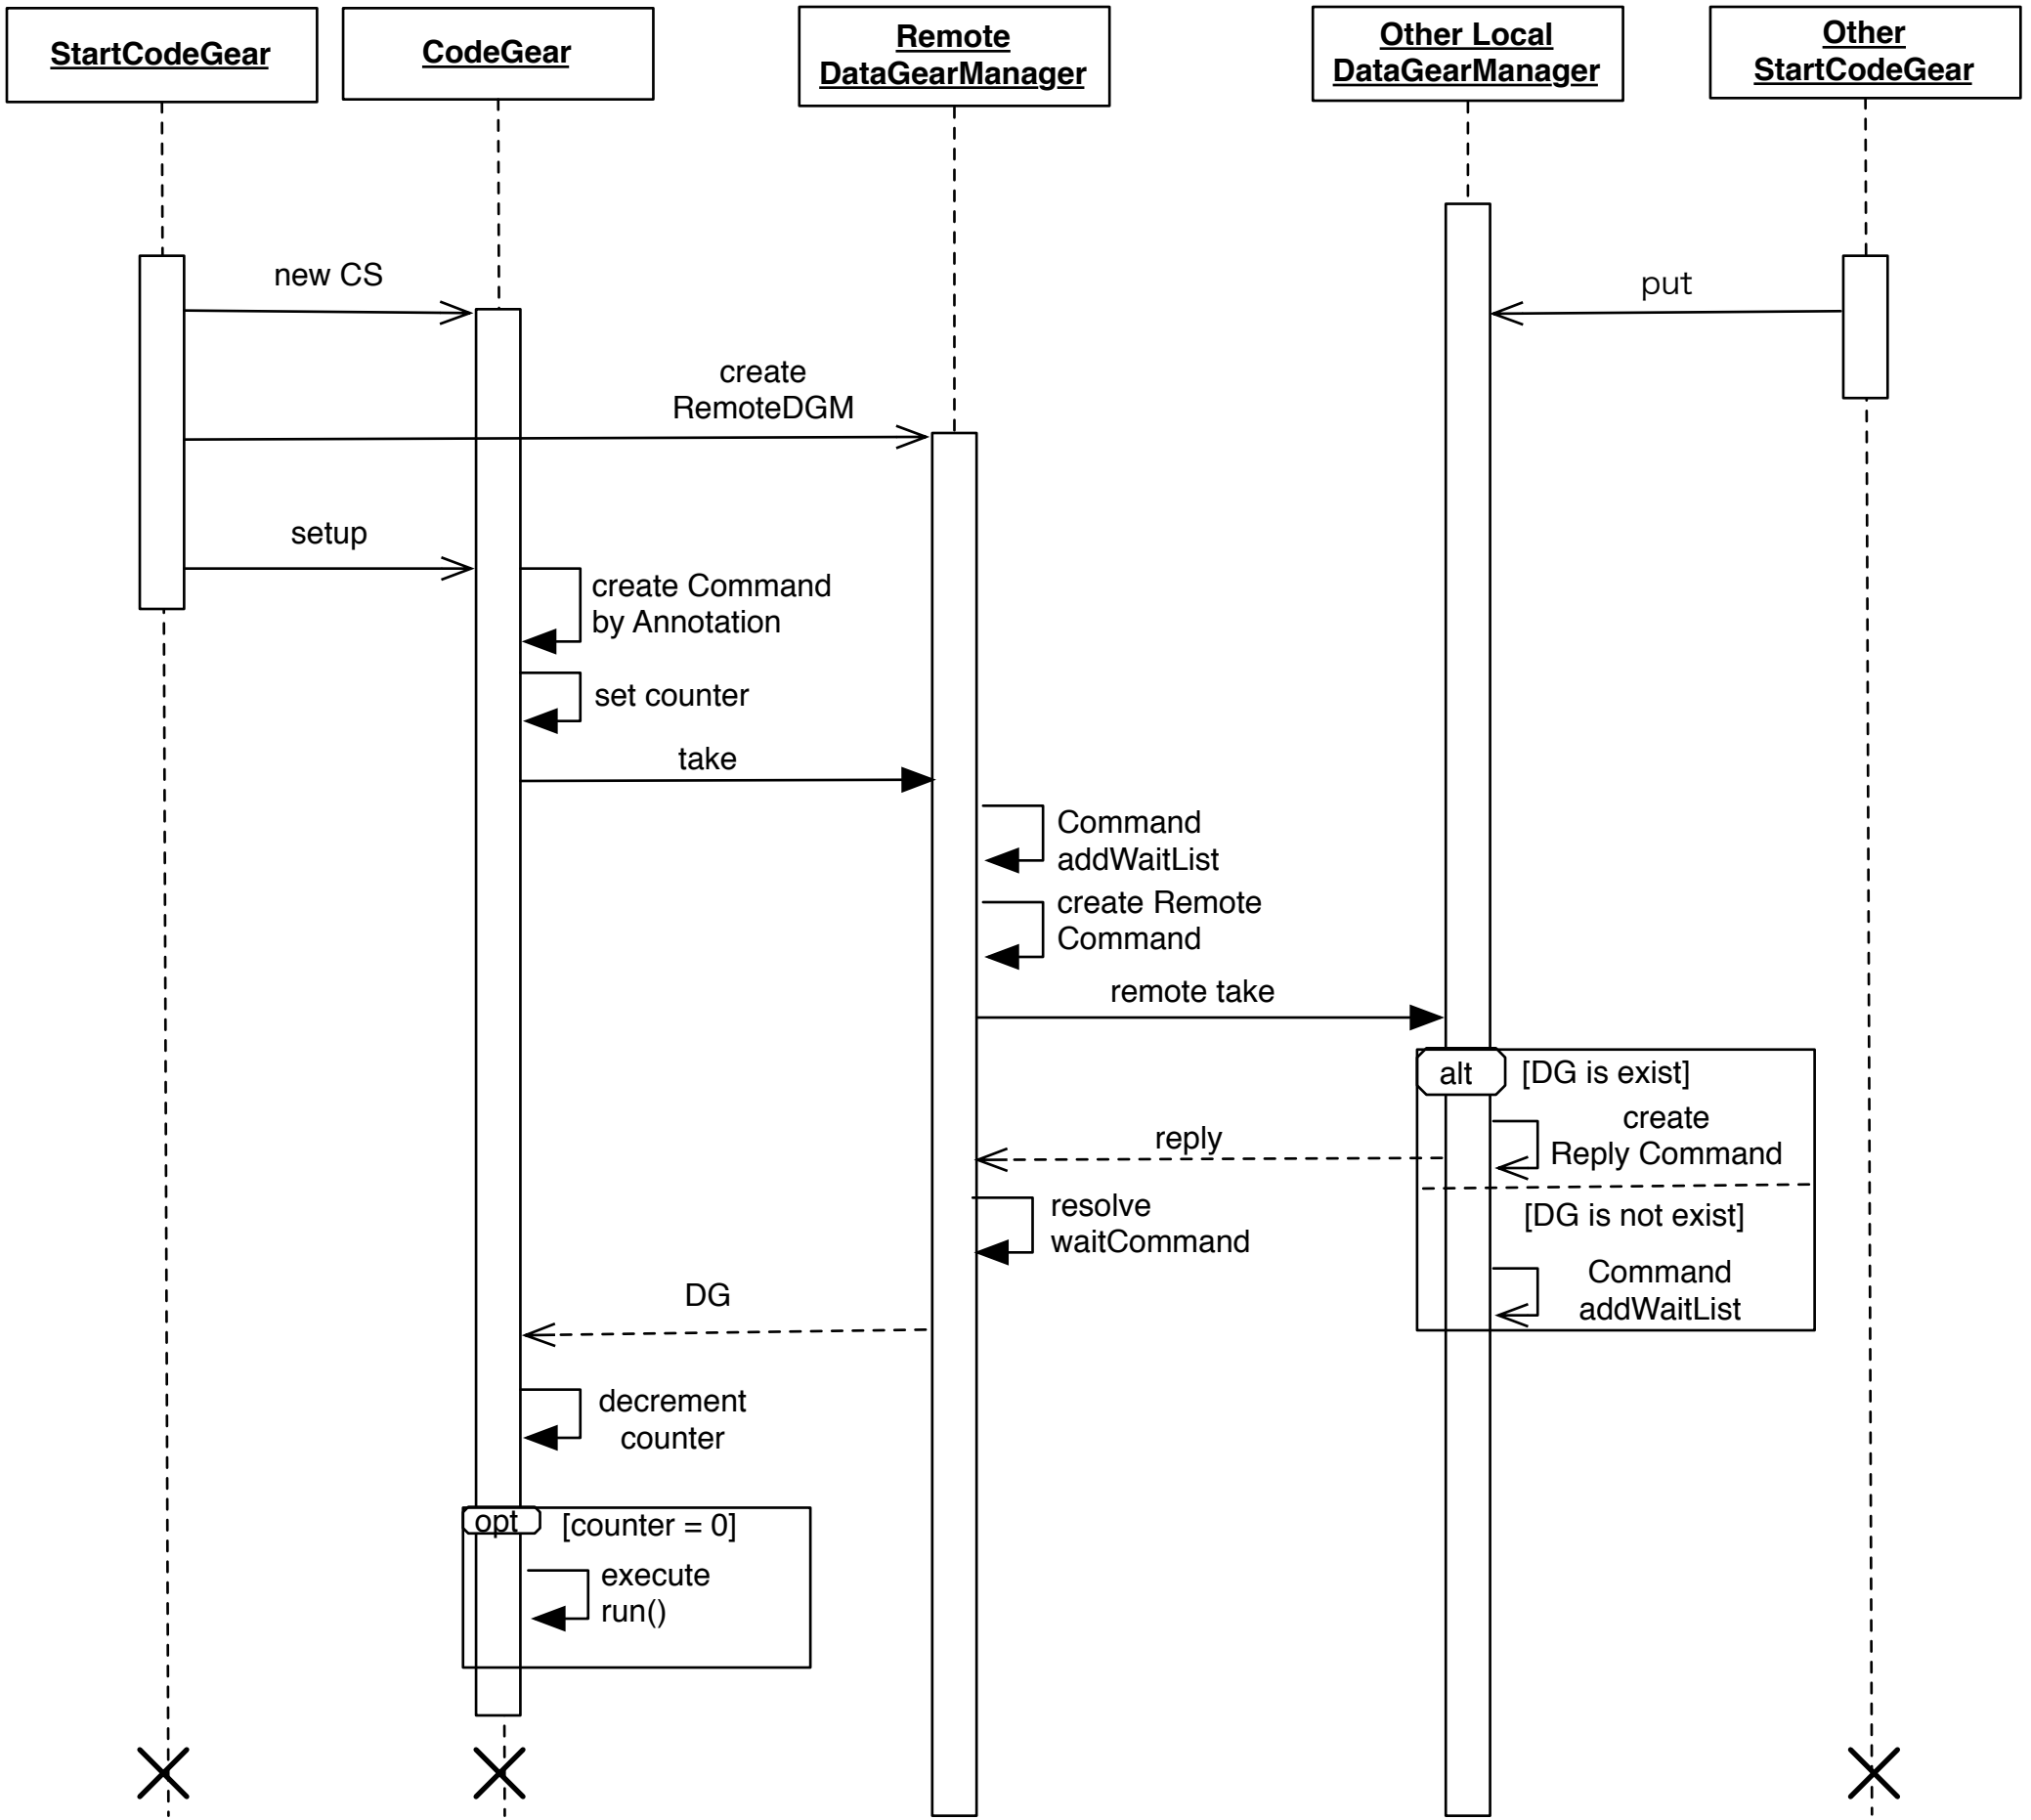 StartCodeGear
CodeGear
Remote
DataGearManager
Other Local
DataGearManager
Other
StartCodeGear
new CS
put
create
RemoteDGM
setup
create Command
by Annotation
set counter
take
Command
addWaitList
create Remote
Command
remote take
alt
[DG is exist]
create
Reply Command
reply
resolve
waitCommand
[DG is not exist]
Command
addWaitList
DG
decrement
counter
opt
[counter = 0]
execute
run()